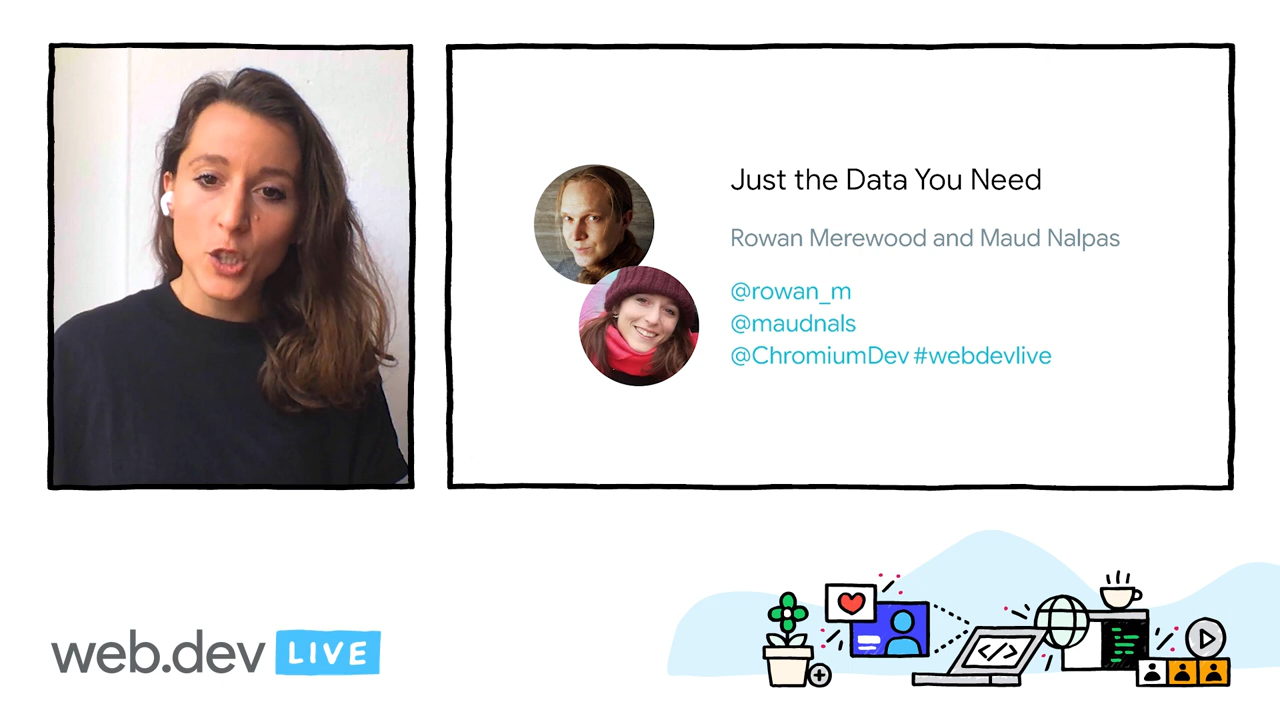 Just the Data You Need
Rowan Merewood and Maud Nalpas
@rowan_m
@maudnals
@ChromiumDev #webdevlive
web.dev LIVE
</>